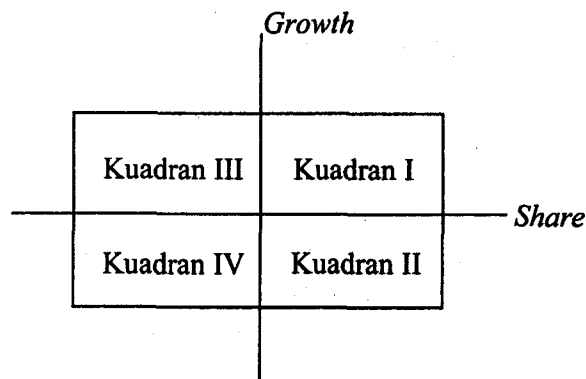 Growth
Kuadran III
Kuadran I
Share
Kuadran IV
Kuadran II